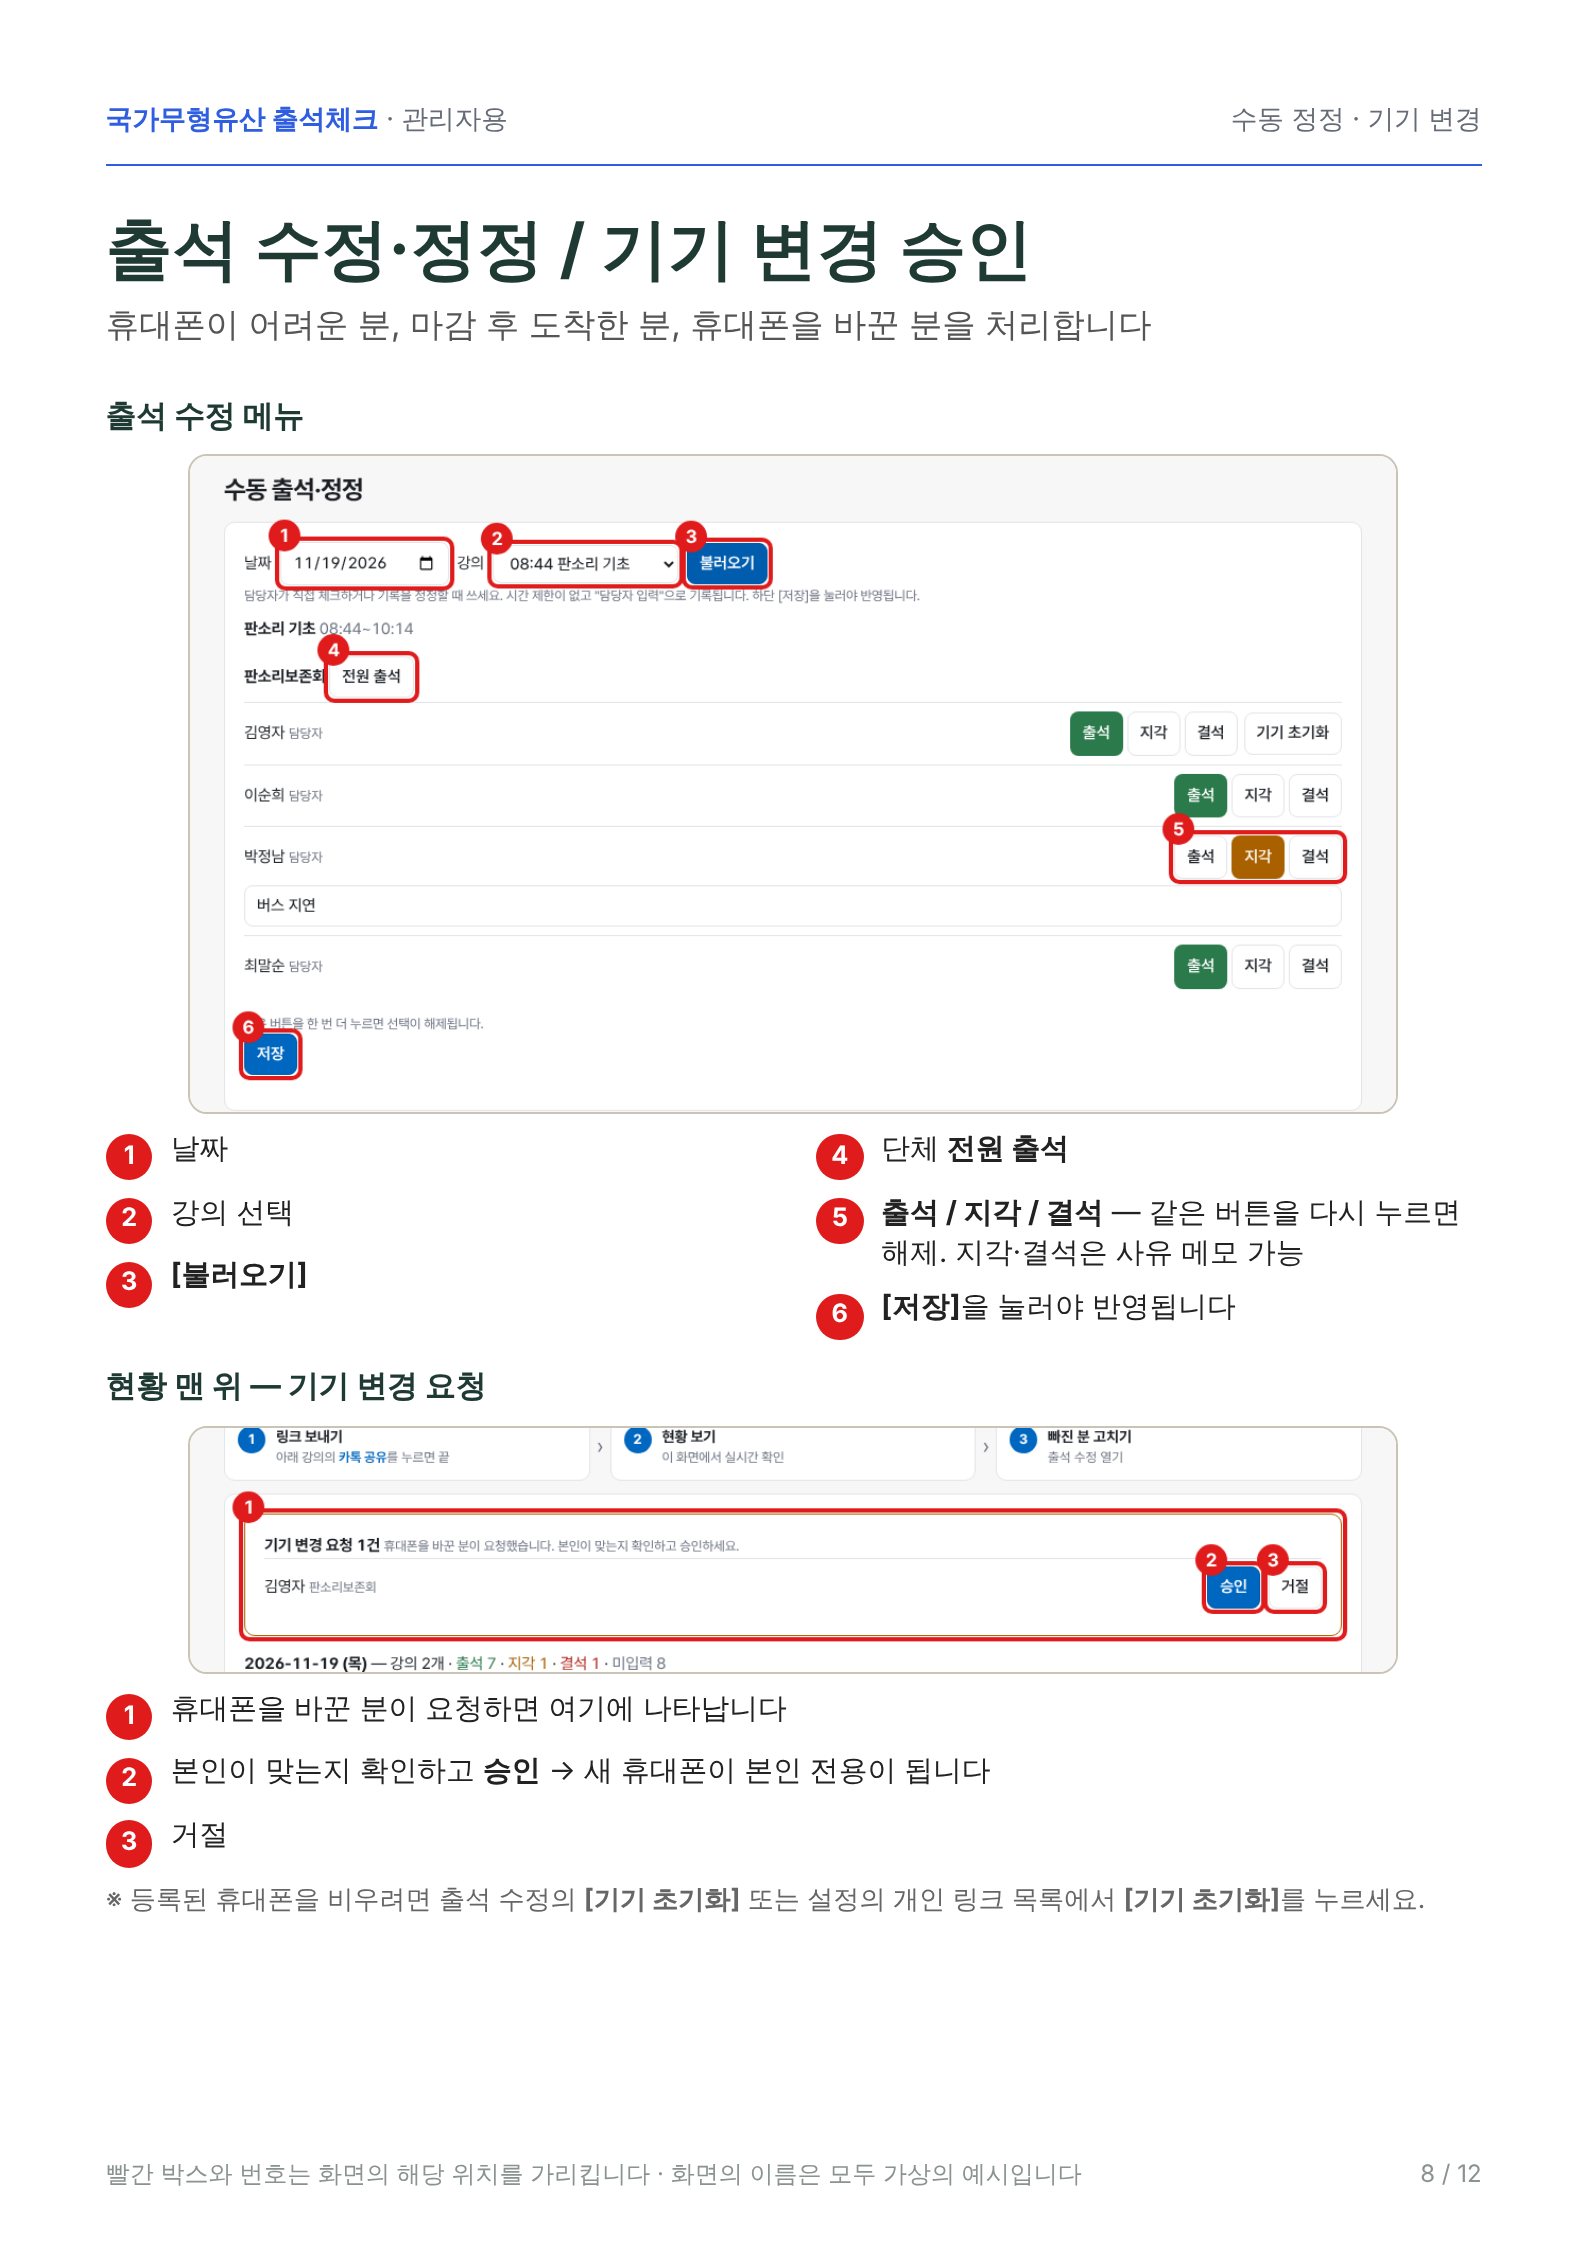 국가무형유산 출석체크 · 관리자용
수동 정정 · 기기 변경
출석 수정·정정 / 기기 변경 승인
휴대폰이 어려운 분, 마감 후 도착한 분, 휴대폰을 바꾼 분을 처리합니다
출석 수정 메뉴
수동 출석·정정
1 2 3
날짜 11/19/2026 강의 08:44 판소리 기초 불러오기
담당자가 직접 체크하거나 기록을 정정할 때 쓰세요. 시간 제한이 없고 "담당자 입력"으로 기록됩니다. 하단 [저장]을 눌러야 반영됩니다.
판소리 기초 08:44~10:14
4
판소리보존회 전원 출석
김영자 담당자 출석 지각 결석 기기 초기화
이순희 담당자 출석 지각 결석
5
박정남 담당자 출석 지각 결석
버스 지연
최말순 담당자 출석 지각 결석
6 버튼을 한 번 더 누르면 선택이 해제됩니다.
저장
1 날짜
2 강의 선택
3 [불러오기]
4 단체 전원 출석
5 출석 / 지각 / 결석 — 같은 버튼을 다시 누르면
해제. 지각·결석은 사유 메모 가능
6 [저장]을 눌러야 반영됩니다
현황 맨 위 — 기기 변경 요청
1 링크 보내기
아래 강의의 카톡 공유를 누르면 끝
›
2 현황 보기
이 화면에서 실시간 확인
›
3 빠진 분 고치기
출석 수정 열기
1
기기 변경 요청 1건 휴대폰을 바꾼 분이 요청했습니다. 본인이 맞는지 확인하고 승인하세요.
2 3
김영자 판소리보존회 승인 거절
2026-11-19 (목) — 강의 2개 · 출석 7 · 지각 1 · 결석 1 · 미입력 8
1 휴대폰을 바꾼 분이 요청하면 여기에 나타납니다
2 본인이 맞는지 확인하고 승인 → 새 휴대폰이 본인 전용이 됩니다
3 거절
※ 등록된 휴대폰을 비우려면 출석 수정의 [기기 초기화] 또는 설정의 개인 링크 목록에서 [기기 초기화]를 누르세요.
빨간 박스와 번호는 화면의 해당 위치를 가리킵니다 · 화면의 이름은 모두 가상의 예시입니다
8 / 12